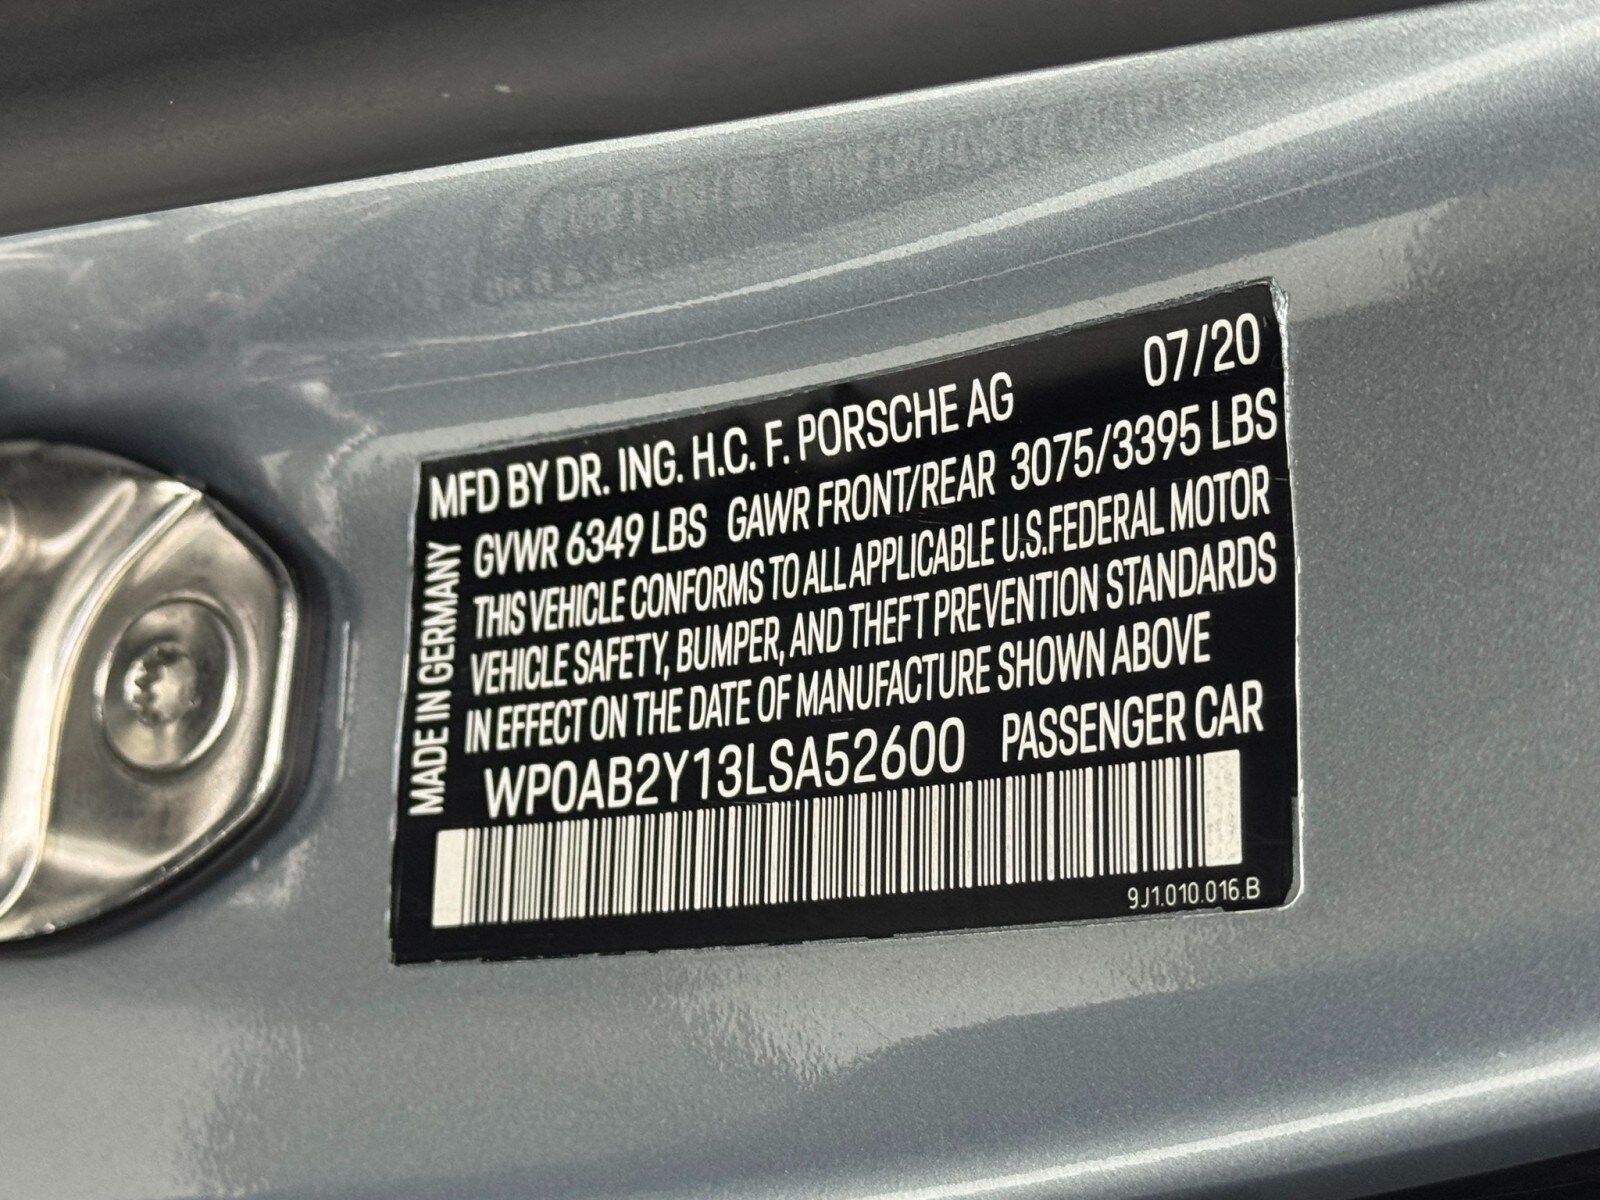 MFD BY DR. ING. H.C. F. PORSCHE AG 07/20
GVWR 6349 LBS GAWR FRONT/REAR 3075/3395 LBS
THIS VEHICLE CONFORMS TO ALL APPLICABLE U.S.FEDERAL MOTOR
VEHICLE SAFETY, BUMPER, AND THEFT PREVENTION STANDARDS
IN EFFECT ON THE DATE OF MANUFACTURE SHOWN ABOVE
WP0AB2Y13LSA52600 PASSENGER CAR
9J1.010.016.B
MADE IN GERMANY